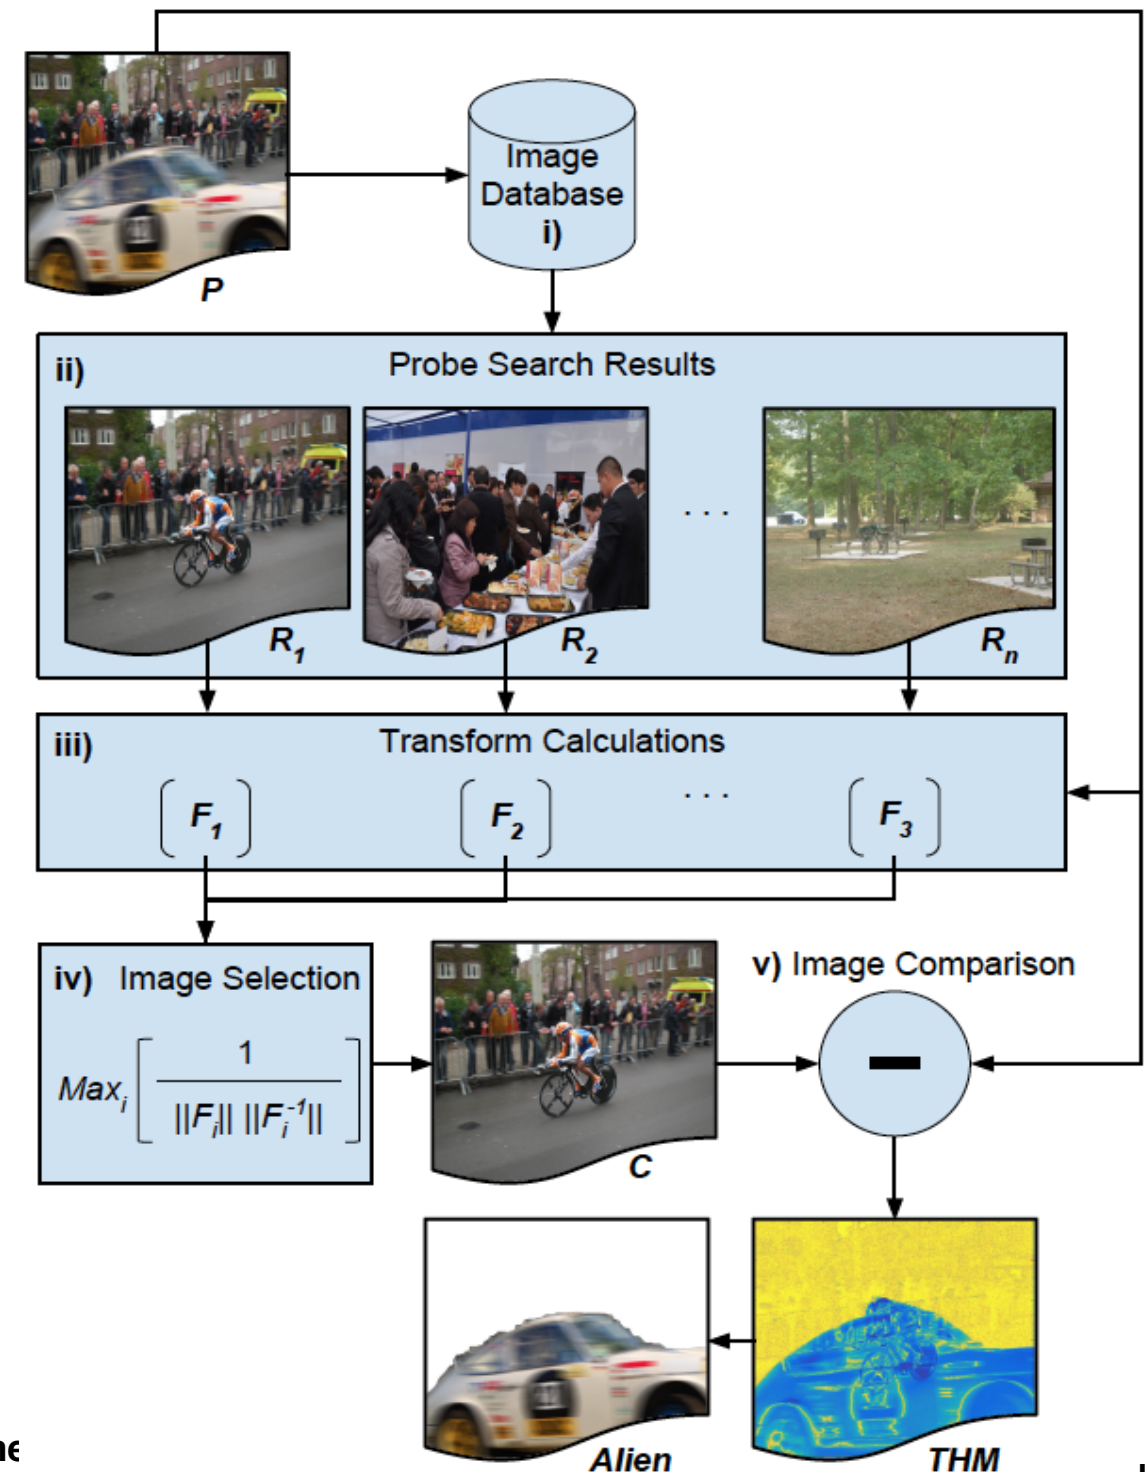 P
Image
Database
i)
ii) Probe Search Results
. . .
R1 R2 Rn
iii) Transform Calculations
. . .
F1 F2 F3
iv) Image Selection
v) Image Comparison
1
Maxi
||Fi|| ||Fi-1||
C
Alien THM